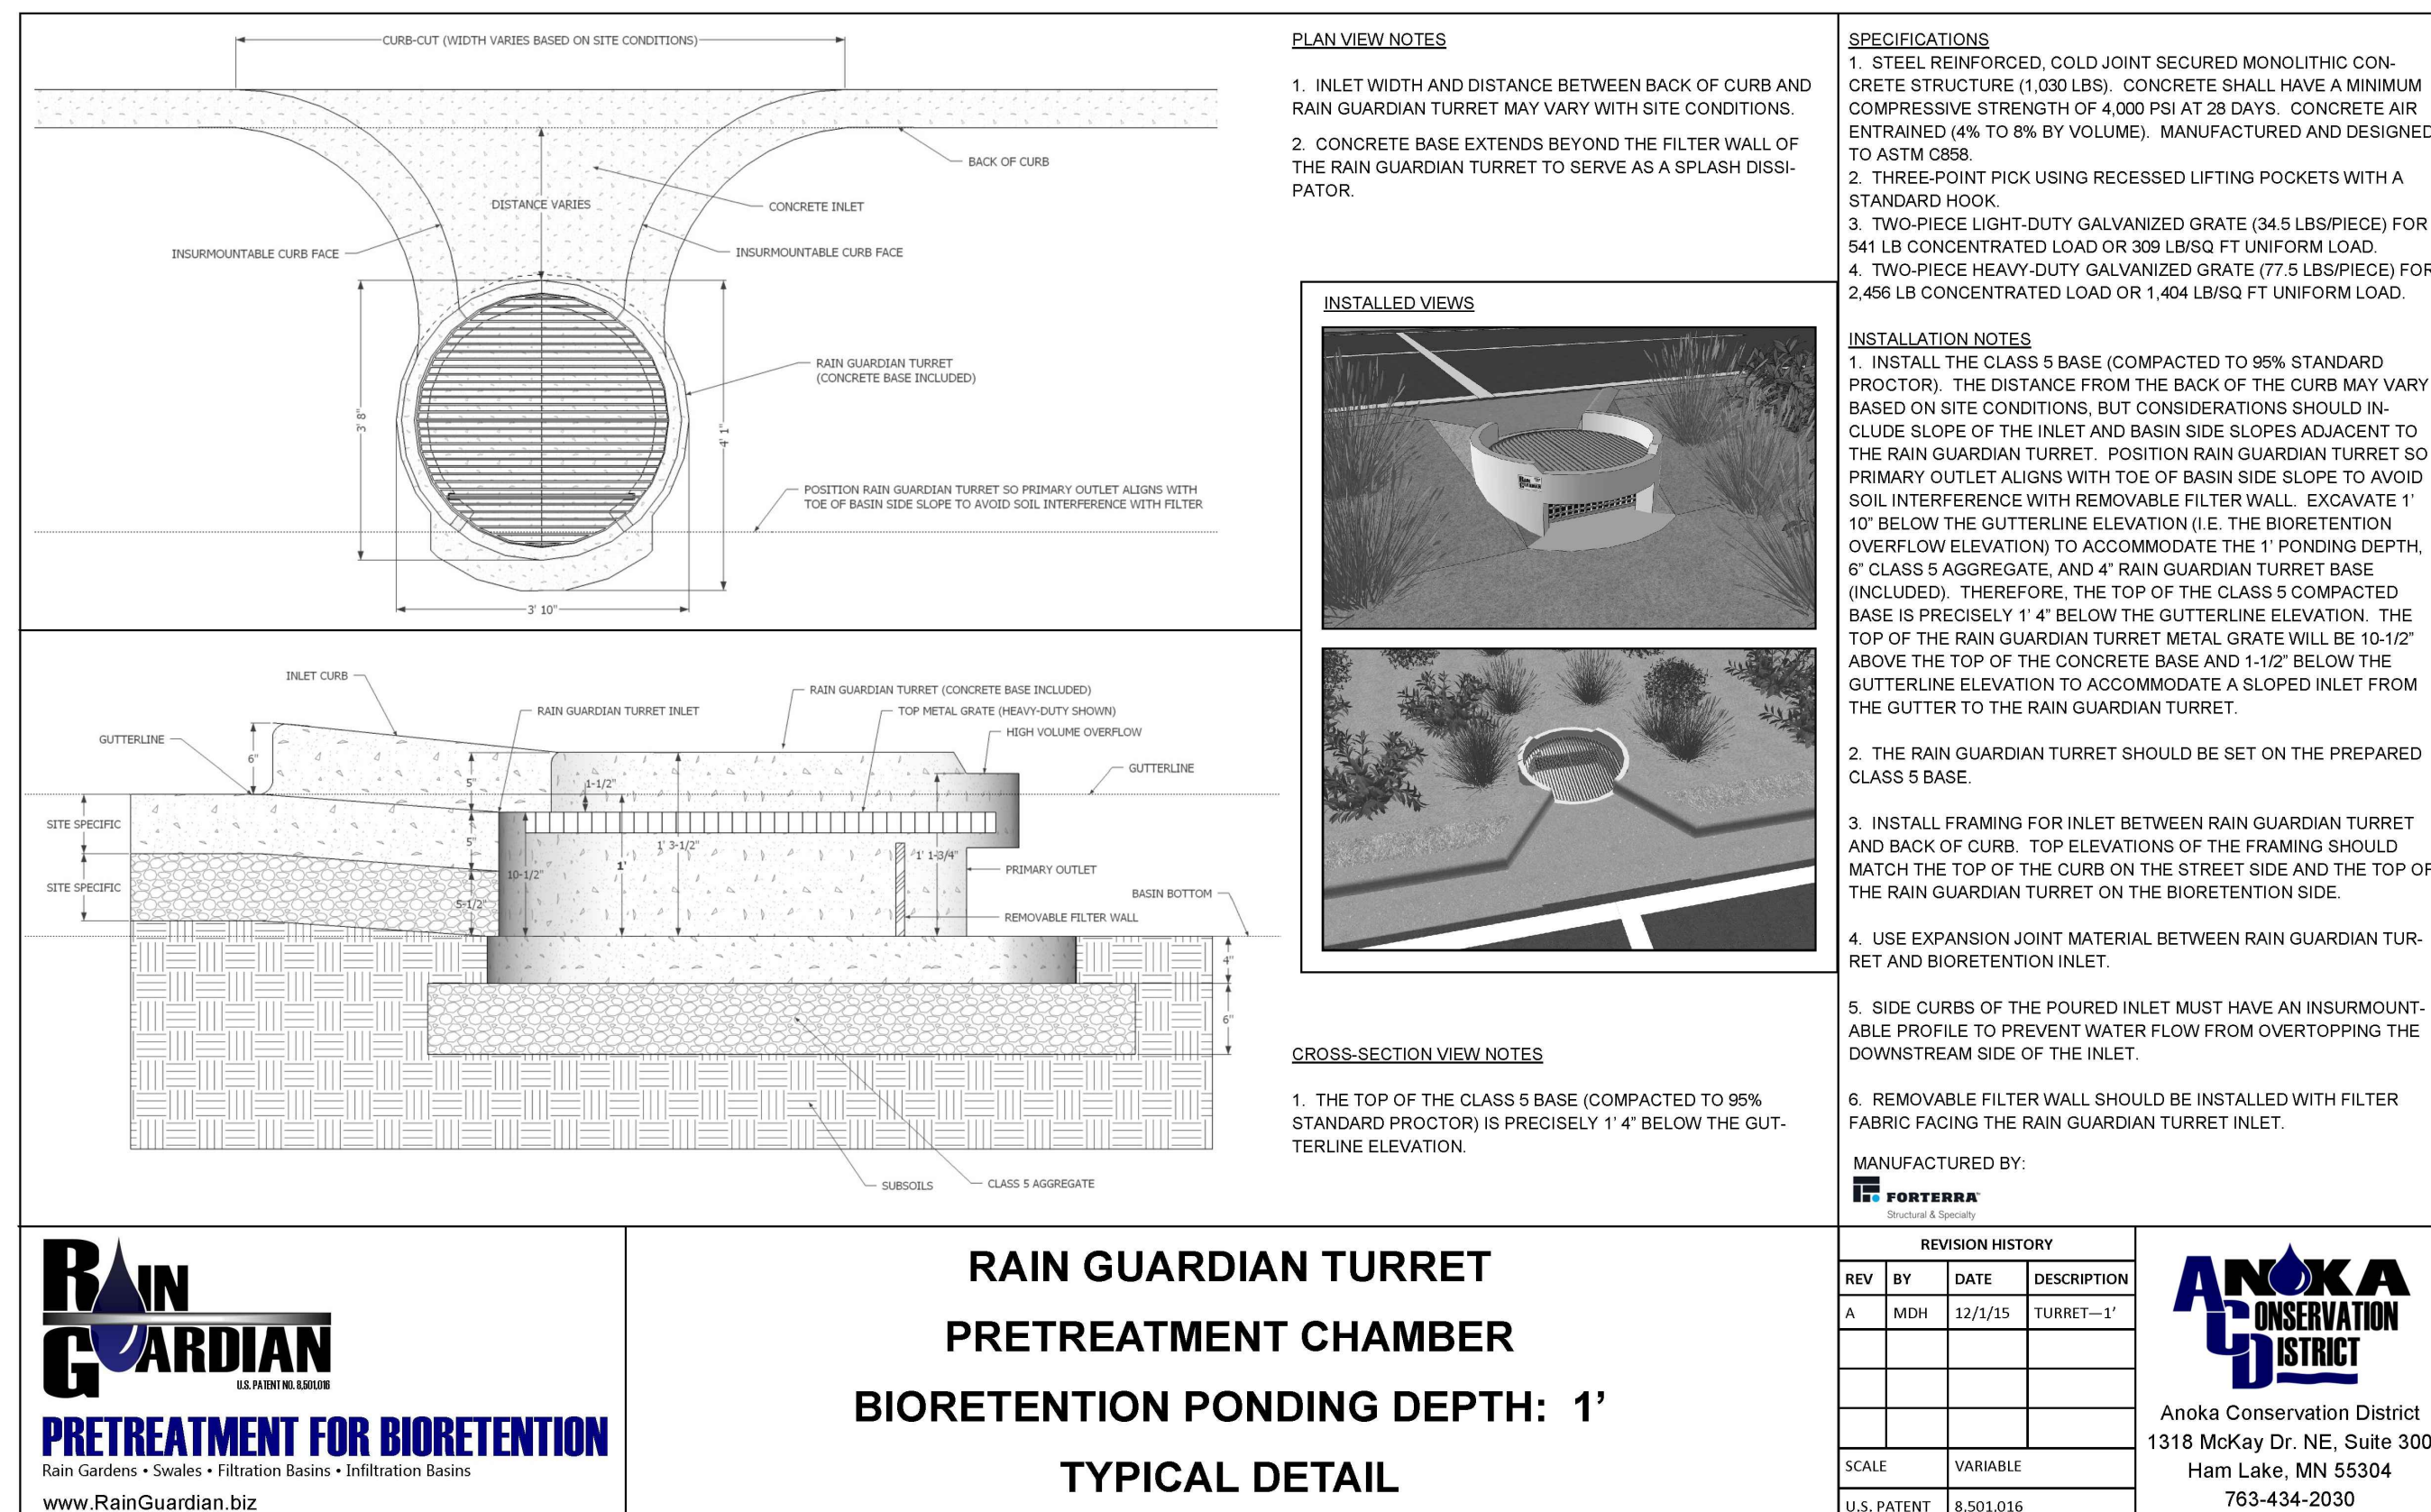 CURB-CUT (WIDTH VARIES BASED ON SITE CONDITIONS)
BACK OF CURB
DISTANCE VARIES
CONCRETE INLET
INSURMOUNTABLE CURB FACE
INSURMOUNTABLE CURB FACE
RAIN GUARDIAN TURRET
(CONCRETE BASE INCLUDED)
3' 8"
4' 1"
POSITION RAIN GUARDIAN TURRET SO PRIMARY OUTLET ALIGNS WITH
TOE OF BASIN SIDE SLOPE TO AVOID SOIL INTERFERENCE WITH FILTER
3' 10"
INLET CURB
RAIN GUARDIAN TURRET (CONCRETE BASE INCLUDED)
RAIN GUARDIAN TURRET INLET
TOP METAL GRATE (HEAVY-DUTY SHOWN)
HIGH VOLUME OVERFLOW
GUTTERLINE
6"
GUTTERLINE
5"
1-1/2"
SITE SPECIFIC
5"
1' 3-1/2"
1' 1-3/4"
1'
10-1/2"
PRIMARY OUTLET
SITE SPECIFIC
BASIN BOTTOM
5-1/2"
REMOVABLE FILTER WALL
4"
6"
SUBSOILS
CLASS 5 AGGREGATE
PLAN VIEW NOTES
1. INLET WIDTH AND DISTANCE BETWEEN BACK OF CURB AND
RAIN GUARDIAN TURRET MAY VARY WITH SITE CONDITIONS.
2. CONCRETE BASE EXTENDS BEYOND THE FILTER WALL OF
THE RAIN GUARDIAN TURRET TO SERVE AS A SPLASH DISSI-
PATOR.
INSTALLED VIEWS
RAIN
GUARDIAN
CROSS-SECTION VIEW NOTES
1. THE TOP OF THE CLASS 5 BASE (COMPACTED TO 95%
STANDARD PROCTOR) IS PRECISELY 1' 4" BELOW THE GUT-
TERLINE ELEVATION.
SPECIFICATIONS
1. STEEL REINFORCED, COLD JOINT SECURED MONOLITHIC CON-
CRETE STRUCTURE (1,030 LBS). CONCRETE SHALL HAVE A MINIMUM
COMPRESSIVE STRENGTH OF 4,000 PSI AT 28 DAYS. CONCRETE AIR
ENTRAINED (4% TO 8% BY VOLUME). MANUFACTURED AND DESIGNED
TO ASTM C858.
2. THREE-POINT PICK USING RECESSED LIFTING POCKETS WITH A
STANDARD HOOK.
3. TWO-PIECE LIGHT-DUTY GALVANIZED GRATE (34.5 LBS/PIECE) FOR
541 LB CONCENTRATED LOAD OR 309 LB/SQ FT UNIFORM LOAD.
4. TWO-PIECE HEAVY-DUTY GALVANIZED GRATE (77.5 LBS/PIECE) FOR
2,456 LB CONCENTRATED LOAD OR 1,404 LB/SQ FT UNIFORM LOAD.
INSTALLATION NOTES
1. INSTALL THE CLASS 5 BASE (COMPACTED TO 95% STANDARD
PROCTOR). THE DISTANCE FROM THE BACK OF THE CURB MAY VARY
BASED ON SITE CONDITIONS, BUT CONSIDERATIONS SHOULD IN-
CLUDE SLOPE OF THE INLET AND BASIN SIDE SLOPES ADJACENT TO
THE RAIN GUARDIAN TURRET. POSITION RAIN GUARDIAN TURRET SO
PRIMARY OUTLET ALIGNS WITH TOE OF BASIN SIDE SLOPE TO AVOID
SOIL INTERFERENCE WITH REMOVABLE FILTER WALL. EXCAVATE 1'
10" BELOW THE GUTTERLINE ELEVATION (I.E. THE BIORETENTION
OVERFLOW ELEVATION) TO ACCOMMODATE THE 1' PONDING DEPTH,
6" CLASS 5 AGGREGATE, AND 4" RAIN GUARDIAN TURRET BASE
(INCLUDED). THEREFORE, THE TOP OF THE CLASS 5 COMPACTED
BASE IS PRECISELY 1' 4" BELOW THE GUTTERLINE ELEVATION. THE
TOP OF THE RAIN GUARDIAN TURRET METAL GRATE WILL BE 10-1/2"
ABOVE THE TOP OF THE CONCRETE BASE AND 1-1/2" BELOW THE
GUTTERLINE ELEVATION TO ACCOMMODATE A SLOPED INLET FROM
THE GUTTER TO THE RAIN GUARDIAN TURRET.
2. THE RAIN GUARDIAN TURRET SHOULD BE SET ON THE PREPARED
CLASS 5 BASE.
3. INSTALL FRAMING FOR INLET BETWEEN RAIN GUARDIAN TURRET
AND BACK OF CURB. TOP ELEVATIONS OF THE FRAMING SHOULD
MATCH THE TOP OF THE CURB ON THE STREET SIDE AND THE TOP OF
THE RAIN GUARDIAN TURRET ON THE BIORETENTION SIDE.
4. USE EXPANSION JOINT MATERIAL BETWEEN RAIN GUARDIAN TUR-
RET AND BIORETENTION INLET.
5. SIDE CURBS OF THE POURED INLET MUST HAVE AN INSURMOUNT-
ABLE PROFILE TO PREVENT WATER FLOW FROM OVERTOPPING THE
DOWNSTREAM SIDE OF THE INLET.
6. REMOVABLE FILTER WALL SHOULD BE INSTALLED WITH FILTER
FABRIC FACING THE RAIN GUARDIAN TURRET INLET.
MANUFACTURED BY:
FORTERRA™
Structural & Specialty
RAIN
GUARDIAN
U.S. PATENT NO. 8,501,016
PRETREATMENT FOR BIORETENTION
Rain Gardens • Swales • Filtration Basins • Infiltration Basins
www.RainGuardian.biz
RAIN GUARDIAN TURRET
PRETREATMENT CHAMBER
BIORETENTION PONDING DEPTH: 1'
TYPICAL DETAIL
REVISION HISTORY
REV BY DATE DESCRIPTION
A MDH 12/1/15 TURRET—1'
SCALE VARIABLE
U.S. PATENT 8,501,016
ANOKA
CONSERVATION
DISTRICT
Anoka Conservation District
1318 McKay Dr. NE, Suite 300
Ham Lake, MN 55304
763-434-2030